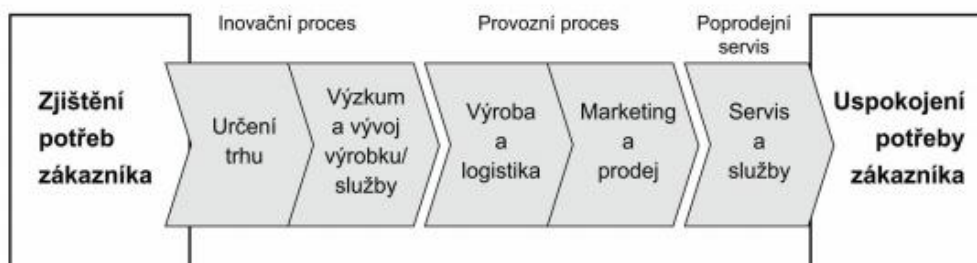 Inovační proces
Provozní proces
Poprodejní
servis
Zjištění
potřeb
zákazníka
Určení
trhu
Výzkum
a vývoj
výrobku/
služby
Výroba
a
logistika
Marketing
a
prodej
Servis
a
služby
Uspokojení
potřeby
zákazníka